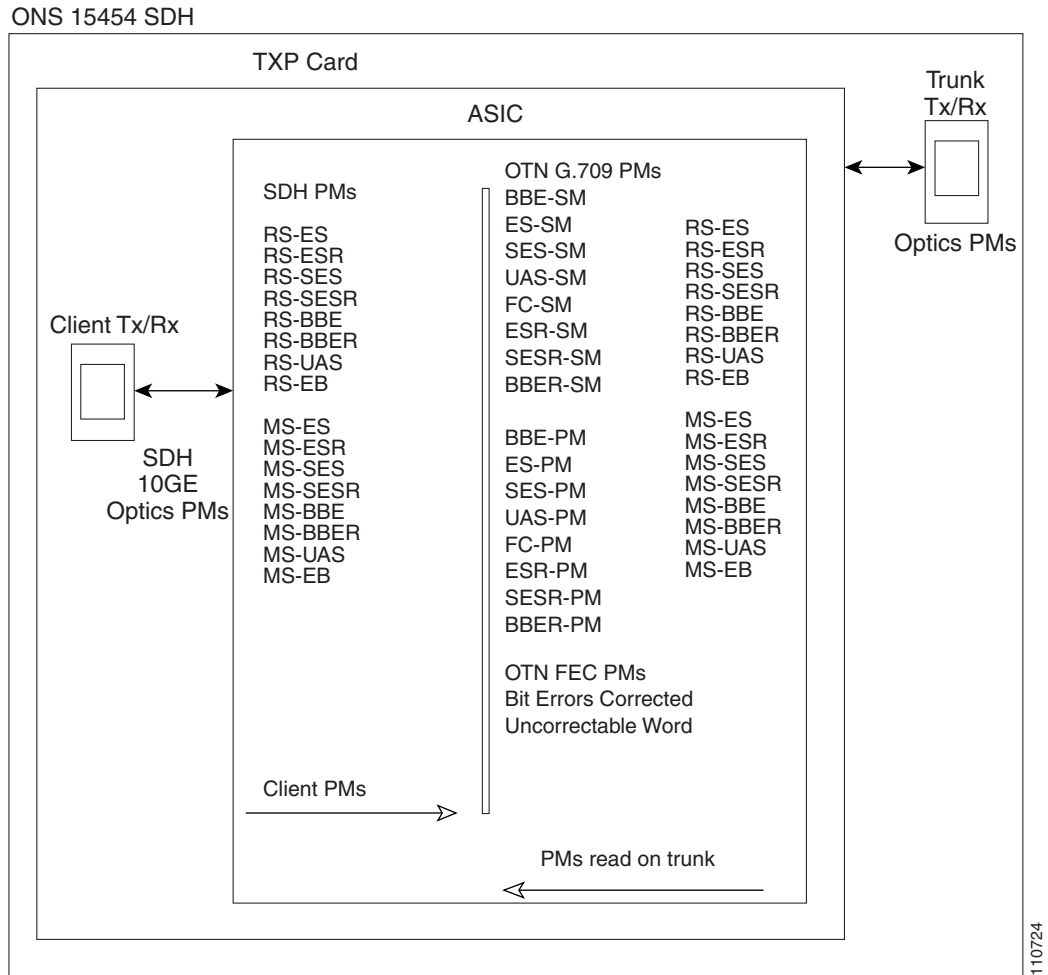 ONS 15454 SDH
TXP Card
Trunk
Tx/Rx
Optics PMs
ASIC
Client Tx/Rx
SDH
10GE
Optics PMs
SDH PMs
RS-ES
RS-ESR
RS-SES
RS-SESR
RS-BBE
RS-BBER
RS-UAS
RS-EB
MS-ES
MS-ESR
MS-SES
MS-SESR
MS-BBE
MS-BBER
MS-UAS
MS-EB
Client PMs
OTN G.709 PMs
BBE-SM
ES-SM
SES-SM
UAS-SM
FC-SM
ESR-SM
SESR-SM
BBER-SM
BBE-PM
ES-PM
SES-PM
UAS-PM
FC-PM
ESR-PM
SESR-PM
BBER-PM
OTN FEC PMs
Bit Errors Corrected
Uncorrectable Word
RS-ES
RS-ESR
RS-SES
RS-SESR
RS-BBE
RS-BBER
RS-UAS
RS-EB
MS-ES
MS-ESR
MS-SES
MS-SESR
MS-BBE
MS-BBER
MS-UAS
MS-EB
PMs read on trunk
110724